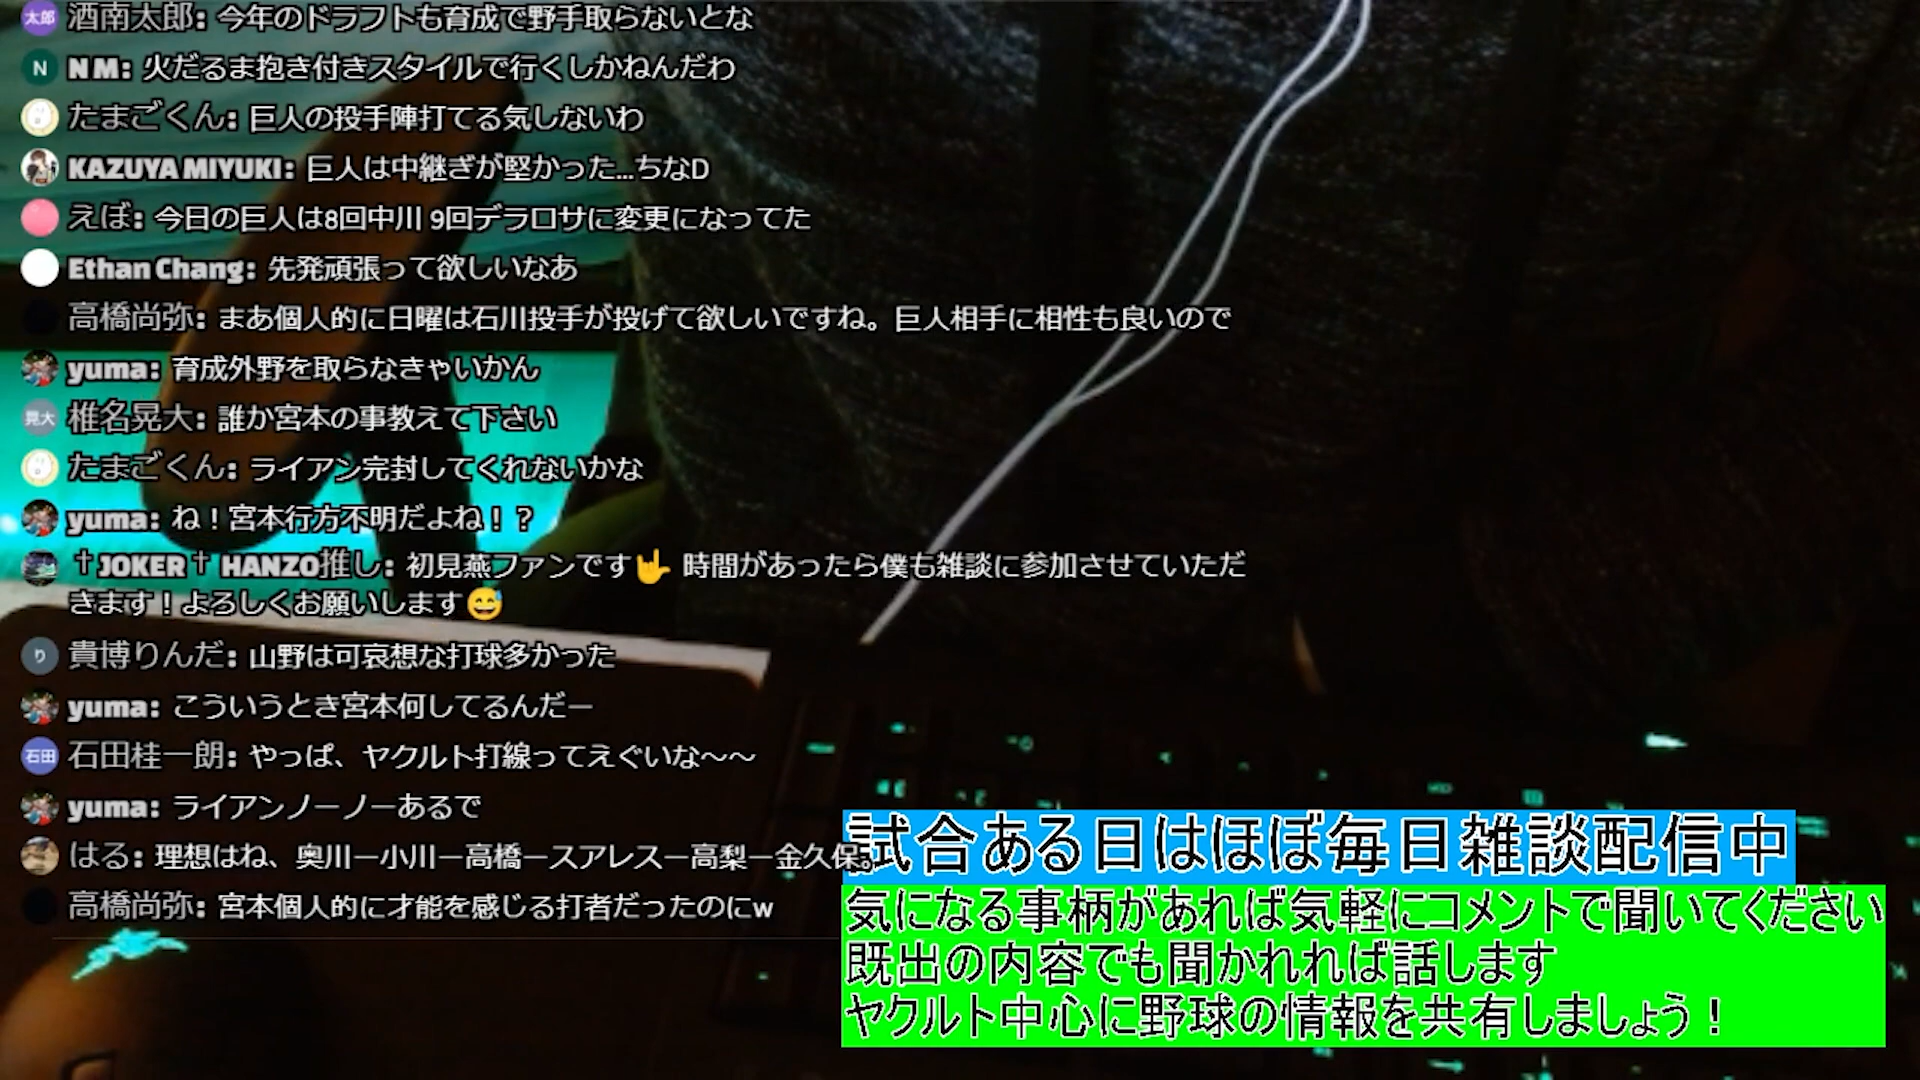 太郎 酒南太郎: 今年のドラフトも育成で野手取らないとな
N N M: 火だるま抱き付きスタイルで行くしかねんだわ
たまごくん: 巨人の投手陣打てる気しないわ
KAZUYA MIYUKI: 巨人は中継ぎが堅かった...ちなD
えぼ: 今日の巨人は8回中川 9回デラロサに変更になってた
Ethan Chang: 先発頑張って欲しいなあ
高橋尚弥: まあ個人的に日曜は石川投手が投げて欲しいですね。巨人相手に相性も良いので
yuma: 育成外野を取らなきゃいかん
晃大 椎名晃大: 誰か宮本の事教えて下さい
たまごくん: ライアン完封してくれないかな
yuma: ね！宮本行方不明だよね！？
†JOKER† HANZO推し: 初見燕ファンです🤟 時間があったら僕も雑談に参加させていただ
きます！よろしくお願いします😅
り 貴博りんだ: 山野は可哀想な打球多かった
yuma: こういうとき宮本何してるんだー
石田 石田桂一朗: やっぱ、ヤクルト打線ってえぐいな〜〜
yuma: ライアンノーノーあるで
はる: 理想はね、奥川ー小川ー高橋ースアレスー高梨ー金久保。
高橋尚弥: 宮本個人的に才能を感じる打者だったのにw
試合ある日はほぼ毎日雑談配信中
気になる事柄があれば気軽にコメントで聞いてください
既出の内容でも聞かれれば話します
ヤクルト中心に野球の情報を共有しましょう！